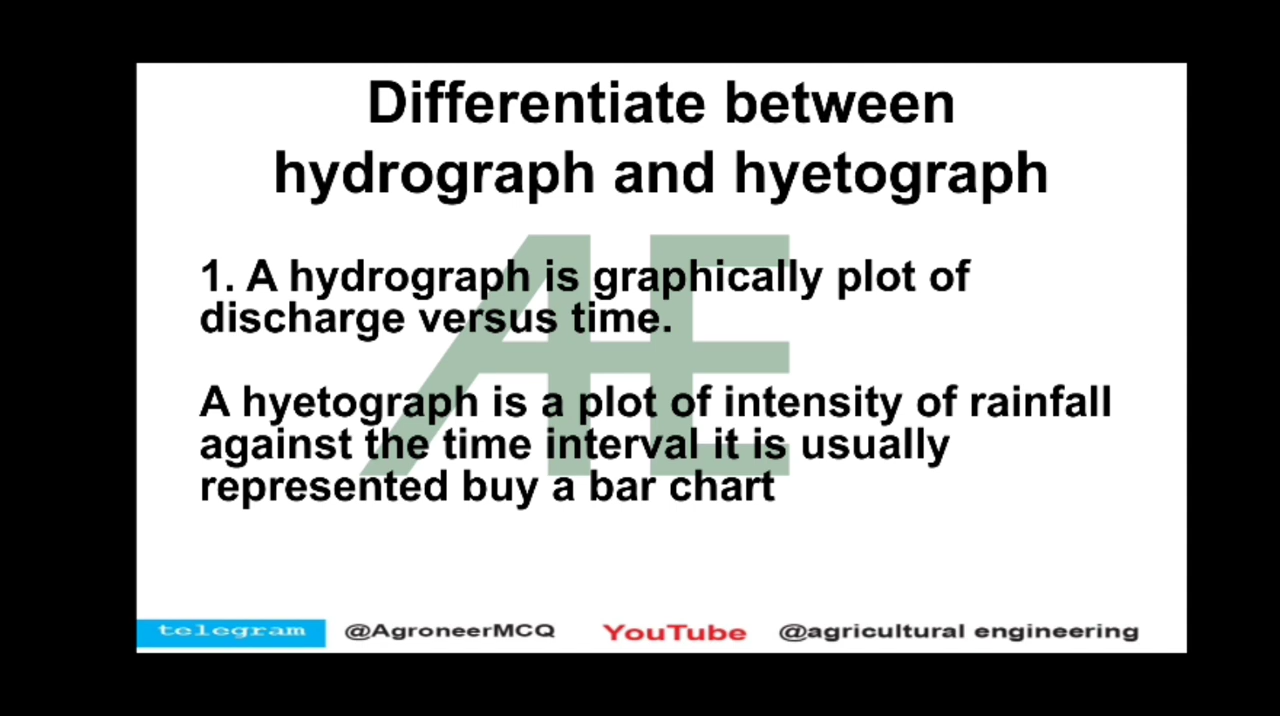 Differentiate between
hydrograph and hyetograph
1. A hydrograph is graphically plot of
discharge versus time.
A hyetograph is a plot of intensity of rainfall
against the time interval it is usually
represented buy a bar chart
AE
telegram @AgroneerMCQ YouTube @agricultural engineering